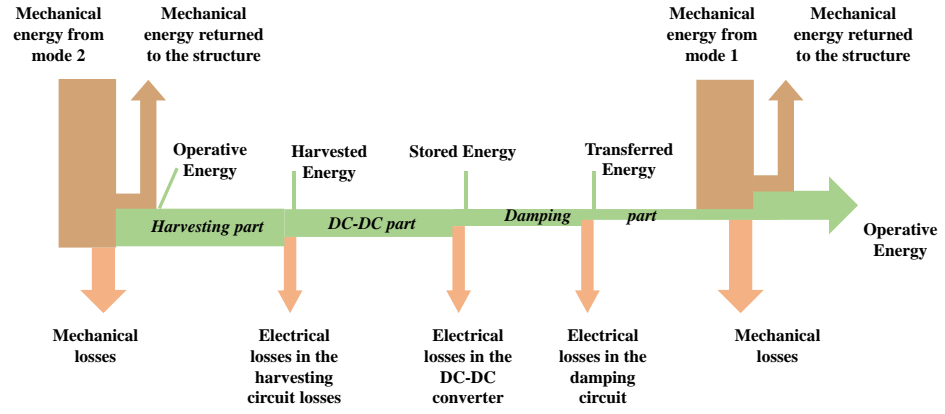 Mechanical
energy from
mode 2
Mechanical
energy returned
to the structure
Mechanical
energy from
mode 1
Mechanical
energy returned
to the structure
Operative
Energy
Harvested
Energy
Stored Energy
Transferred
Energy
Harvesting part
DC-DC part
Damping
part
Operative
Energy
Mechanical
losses
Electrical
losses in the
harvesting
circuit losses
Electrical
losses in the
DC-DC
converter
Electrical
losses in the
damping
circuit
Mechanical
losses